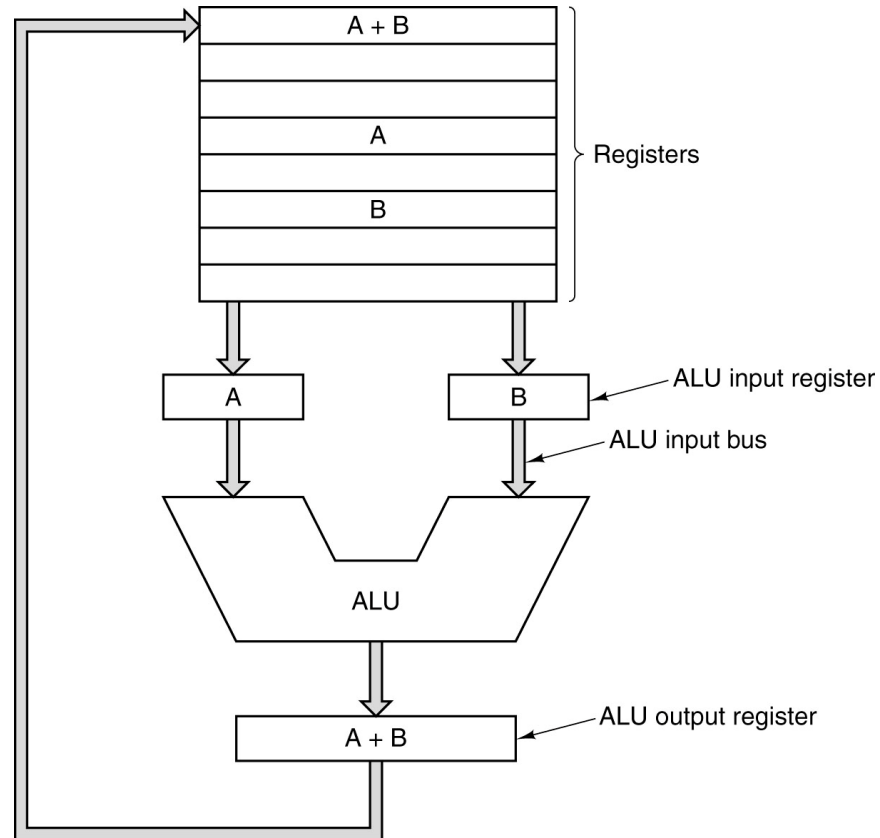 A + B
A
Registers
B
A
B
ALU input register
ALU input bus
ALU
A + B
ALU output register